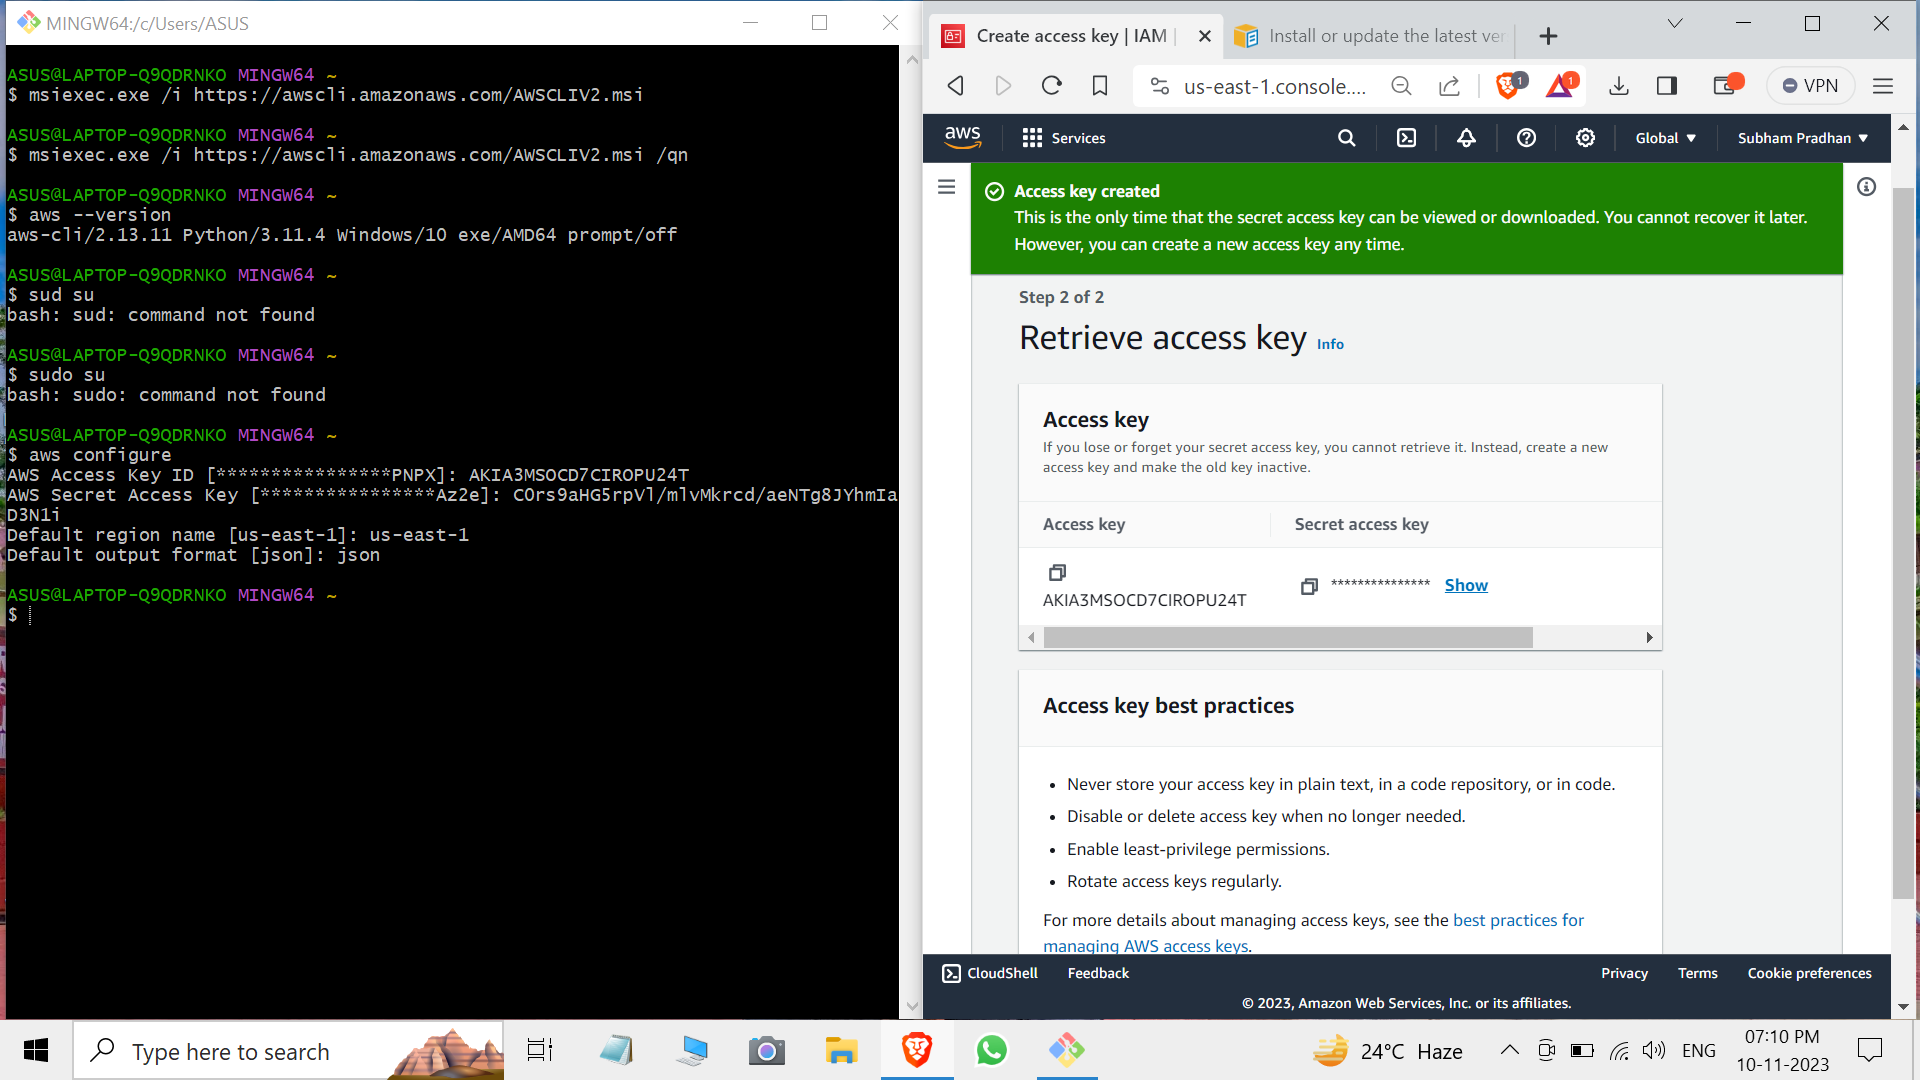 MINGW64:/c/Users/ASUS
ASUS@LAPTOP-Q9QDRNKO MINGW64 ~
$ msiexec.exe /i https://awscli.amazonaws.com/AWSCLIV2.msi
ASUS@LAPTOP-Q9QDRNKO MINGW64 ~
$ msiexec.exe /i https://awscli.amazonaws.com/AWSCLIV2.msi /qn
ASUS@LAPTOP-Q9QDRNKO MINGW64 ~
$ aws --version
aws-cli/2.13.11 Python/3.11.4 Windows/10 exe/AMD64 prompt/off
ASUS@LAPTOP-Q9QDRNKO MINGW64 ~
$ sud su
bash: sud: command not found
ASUS@LAPTOP-Q9QDRNKO MINGW64 ~
$ sudo su
bash: sudo: command not found
ASUS@LAPTOP-Q9QDRNKO MINGW64 ~
$ aws configure
AWS Access Key ID [****************PNPX]: AKIA3MSOCD7CIROPU24T
AWS Secret Access Key [****************Az2e]:
Default region name [us-east-1]: us-east-1
Default output format [json]: json
ASUS@LAPTOP-Q9QDRNKO MINGW64 ~
$
Create access key | IAM
Install or update the latest ver
us-east-1.console....
1
1
VPN
aws
Services
Global
Subham Pradhan
Access key created
This is the only time that the secret access key can be viewed or downloaded. You cannot recover it later.
However, you can create a new access key any time.
Step 2 of 2
Retrieve access key Info
Access key
If you lose or forget your secret access key, you cannot retrieve it. Instead, create a new
access key and make the old key inactive.
Access key
Secret access key
AKIA3MSOCD7CIROPU24T
*************** Show
Access key best practices
• Never store your access key in plain text, in a code repository, or in code.
• Disable or delete access key when no longer needed.
• Enable least-privilege permissions.
• Rotate access keys regularly.
For more details about managing access keys, see the best practices for
managing AWS access keys.
CloudShell
Feedback
Privacy
Terms
Cookie preferences
© 2023, Amazon Web Services, Inc. or its affiliates.
Type here to search
24°C Haze
ENG
07:10 PM
10-11-2023